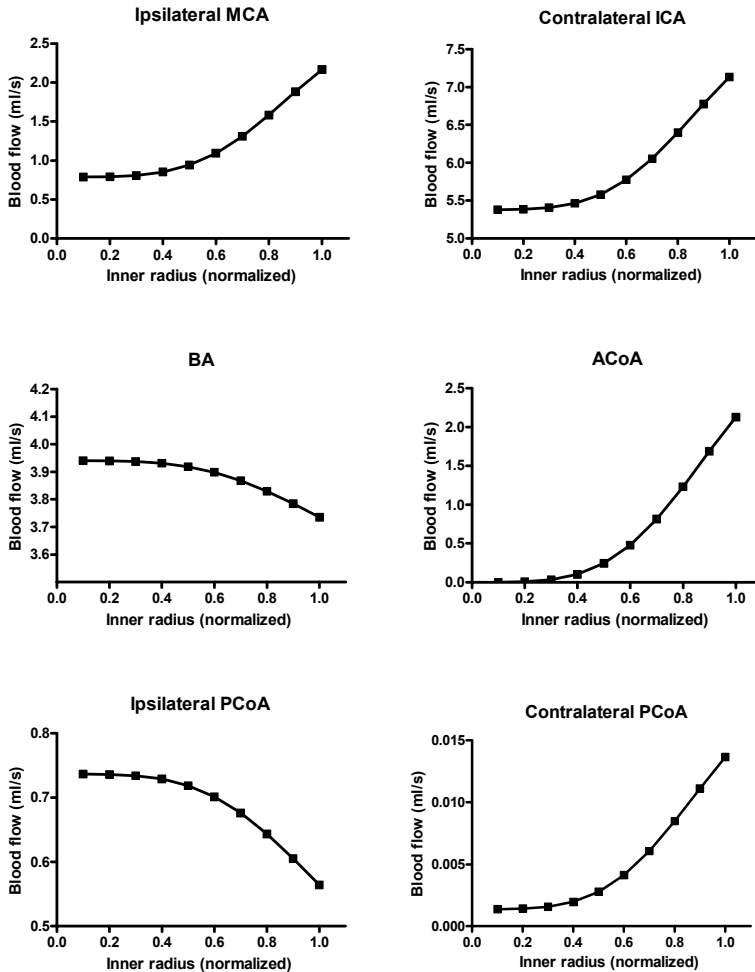 Ipsilateral MCA
Blood flow (ml/s)
2.5
2.0
1.5
1.0
0.5
0.0
0.0 0.2 0.4 0.6 0.8 1.0
Inner radius (normalized)
Contralateral ICA
Blood flow (ml/s)
7.5
7.0
6.5
6.0
5.5
5.0
0.0 0.2 0.4 0.6 0.8 1.0
Inner radius (normalized)
BA
Blood flow (ml/s)
4.2
4.1
4.0
3.9
3.8
3.7
3.6
0.0 0.2 0.4 0.6 0.8 1.0
Inner radius (normalized)
ACoA
Blood flow (ml/s)
2.5
2.0
1.5
1.0
0.5
0.0
0.0 0.2 0.4 0.6 0.8 1.0
Inner radius (normalized)
Ipsilateral PCoA
Blood flow (ml/s)
0.8
0.7
0.6
0.5
0.0 0.2 0.4 0.6 0.8 1.0
Inner radius (normalized)
Contralateral PCoA
Blood flow (ml/s)
0.015
0.010
0.005
0.000
0.0 0.2 0.4 0.6 0.8 1.0
Inner radius (normalized)